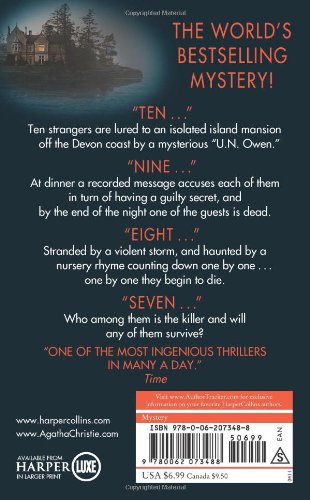 THE WORLD'S
BESTSELLING
MYSTERY!
"TEN . . ."
Ten strangers are lured to an isolated island mansion
off the Devon coast by a mysterious "U.N. Owen."
"NINE . . ."
At dinner a recorded message accuses each of them
in turn of having a guilty secret, and
by the end of the night one of the guests is dead.
"EIGHT . . ."
Stranded by a violent storm, and haunted by a
nursery rhyme counting down one by one . . .
one by one they begin to die.
"SEVEN . . ."
Who among them is the killer and will
any of them survive?
"ONE OF THE MOST INGENIOUS THRILLERS
IN MANY A DAY."
Time
www.harpercollins.com
www.AgathaChristie.com
AVAILABLE FROM
HARPER LUXE
IN LARGER PRINT
Visit www.AuthorTracker.com for exclusive
information on your favorite HarperCollins authors.
Mystery
ISBN 978-0-06-207348-8
50699
EAN
9 780062 073488
S
USA $6.99 Canada $9.50
0411